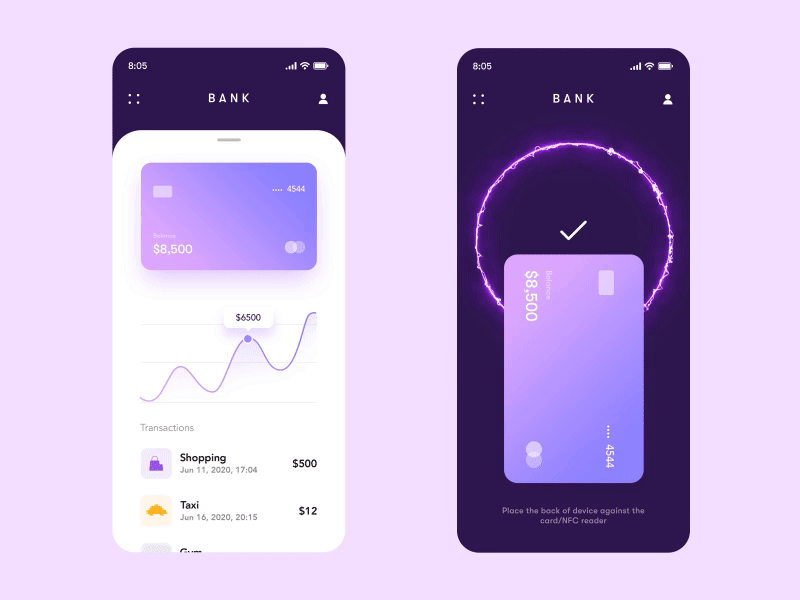 8:05
BANK
•••• 4544
Balance
$8,500
$6500
Transactions
Shopping
Jun 11, 2020, 17:04
$500
Taxi
Jun 16, 2020, 20:15
$12
Gym
8:05
BANK
Balance
$8,500
•••• 4544
Place the back of device against the
card/NFC reader